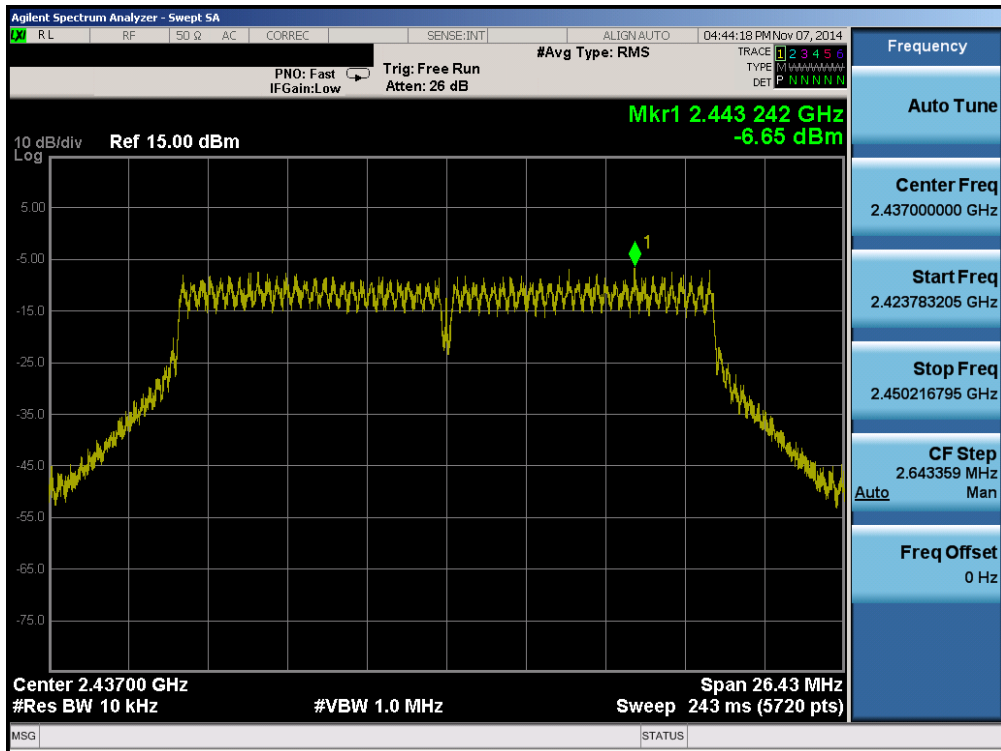 Agilent Spectrum Analyzer - Swept SA
LXI RL RF 50 Ω AC CORREC SENSE:INT ALIGNAUTO 04:44:18 PM Nov 07, 2014
PNO: Fast
IFGain:Low
Trig: Free Run
Atten: 26 dB
#Avg Type: RMS
TRACE 1 2 3 4 5 6
TYPE M
DET P N N N N N
Mkr1 2.443 242 GHz
-6.65 dBm
10 dB/div Ref 15.00 dBm
Log
5.00
-5.00
-15.0
-25.0
-35.0
-45.0
-55.0
-65.0
-75.0
1
Center 2.43700 GHz Span 26.43 MHz
#Res BW 10 kHz #VBW 1.0 MHz Sweep 243 ms (5720 pts)
MSG STATUS
Frequency
Auto Tune
Center Freq
2.437000000 GHz
Start Freq
2.423783205 GHz
Stop Freq
2.450216795 GHz
CF Step
2.643359 MHz
Auto Man
Freq Offset
0 Hz